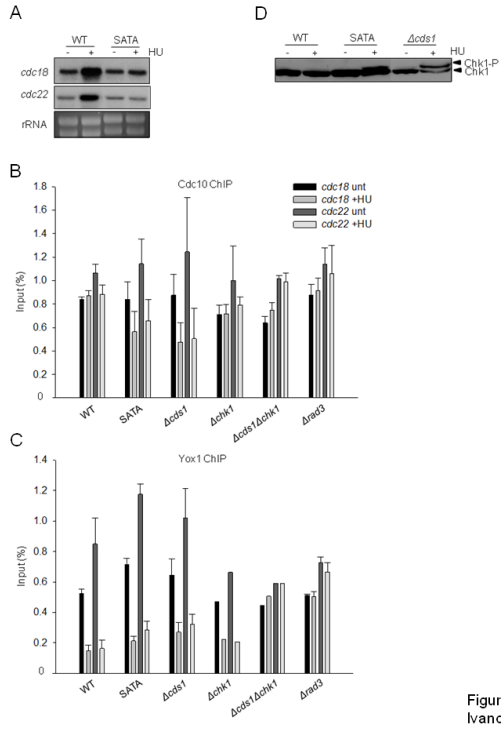 A
WT SATA
- + - + HU
cdc18
cdc22
rRNA
D
WT SATA Δcds1
- + - + - + HU
Chk1-P
Chk1
B
Cdc10 ChIP
cdc18 unt
cdc18 +HU
cdc22 unt
cdc22 +HU
Input (%)
1.8
1.6
1.4
1.2
1.0
0.8
0.6
0.4
0.2
0
WT SATA Δcds1 Δchk1 Δcds1Δchk1 Δrad3
C
Yox1 ChIP
Input (%)
1.4
1.2
1.0
0.8
0.6
0.4
0.2
0
WT SATA Δcds1 Δchk1 Δcds1Δchk1 Δrad3
Figur
Ivanc